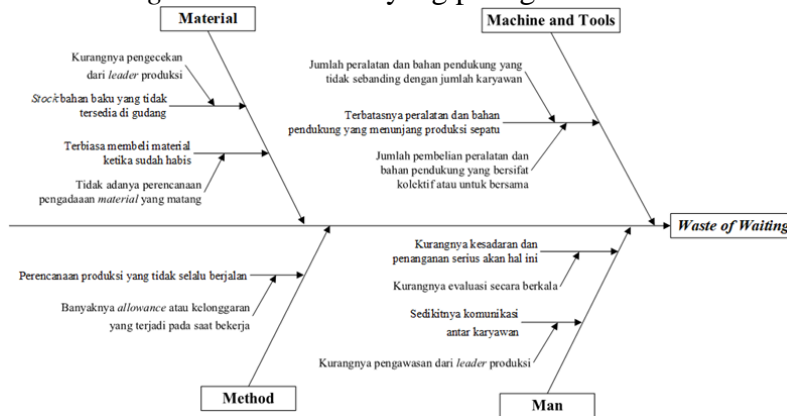 Material
Machine and Tools
Kurangnya pengecekan
dari leader produksi
Stock bahan baku yang tidak
tersedia di gudang
Terbiasa membeli material
ketika sudah habis
Tidak adanya perencanaan
pengadaaan material yang matang
Jumlah peralatan dan bahan pendukung yang
tidak sebanding dengan jumlah karyawan
Terbatasnya peralatan dan bahan
pendukung yang menunjang produksi sepatu
Jumlah pembelian peralatan dan
bahan pendukung yang bersifat
kolektif atau untuk bersama
Waste of Waiting
Perencanaan produksi yang tidak selalu berjalan
Banyaknya allowance atau kelonggaran
yang terjadi pada saat bekerja
Kurangnya kesadaran dan
penanganan serius akan hal ini
Kurangnya evaluasi secara berkala
Sedikitnya komunikasi
antar karyawan
Kurangnya pengawasan dari leader produksi
Method
Man